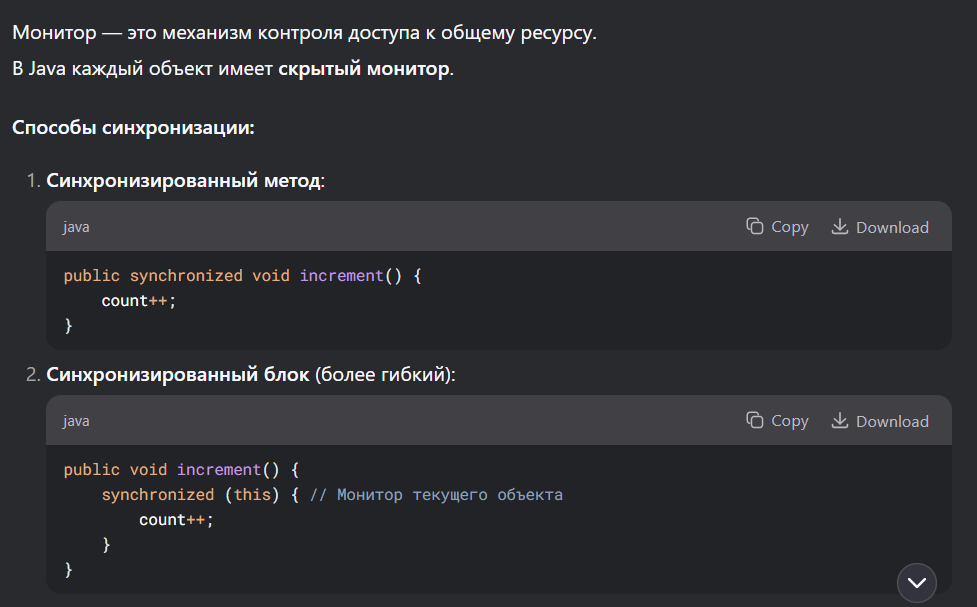 Монитор — это механизм контроля доступа к общему ресурсу.
В Java каждый объект имеет скрытый монитор.
Способы синхронизации:
1. Синхронизированный метод:
java Copy Download
public synchronized void increment() {
    count++;
}
2. Синхронизированный блок (более гибкий):
java Copy Download
public void increment() {
    synchronized (this) { // Монитор текущего объекта
        count++;
    }
}